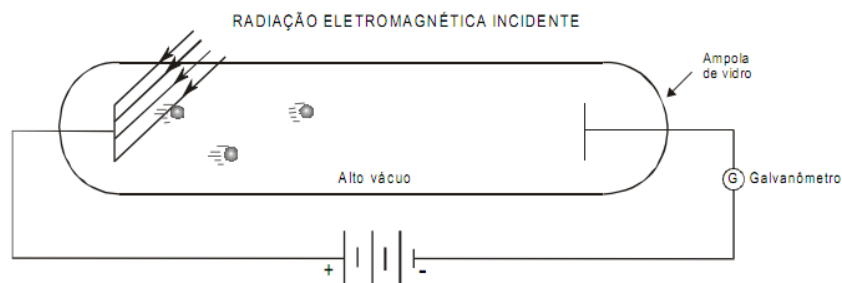 RADIAÇÃO ELETROMAGNÉTICA INCIDENTE
Ampola
de vidro
Alto vácuo
G Galvanômetro
+ -